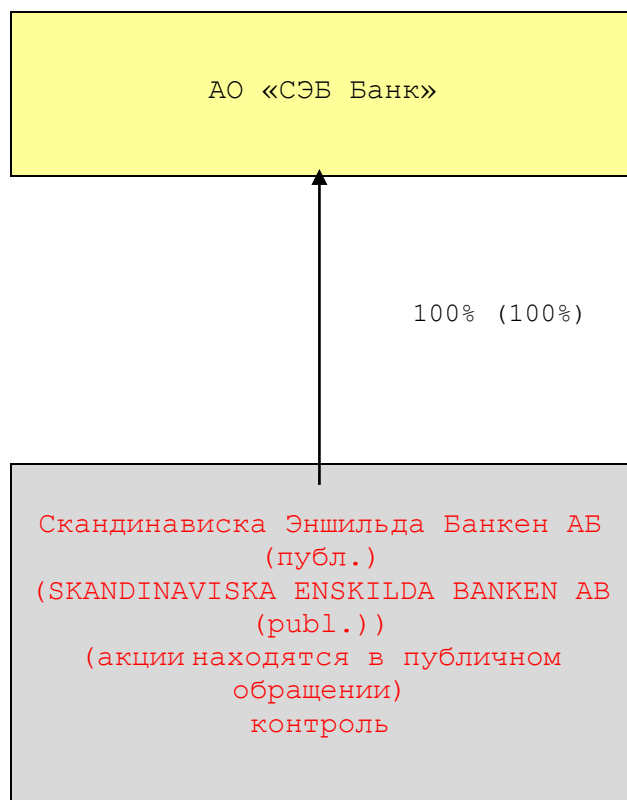 АО «СЭБ Банк»
100% (100%)
Скандинависка Эншильда Банкен АБ
(публ.)
(SKANDINAVISKA ENSKILDA BANKEN AB
(publ.))
(акции находятся в публичном
обращении)
контроль